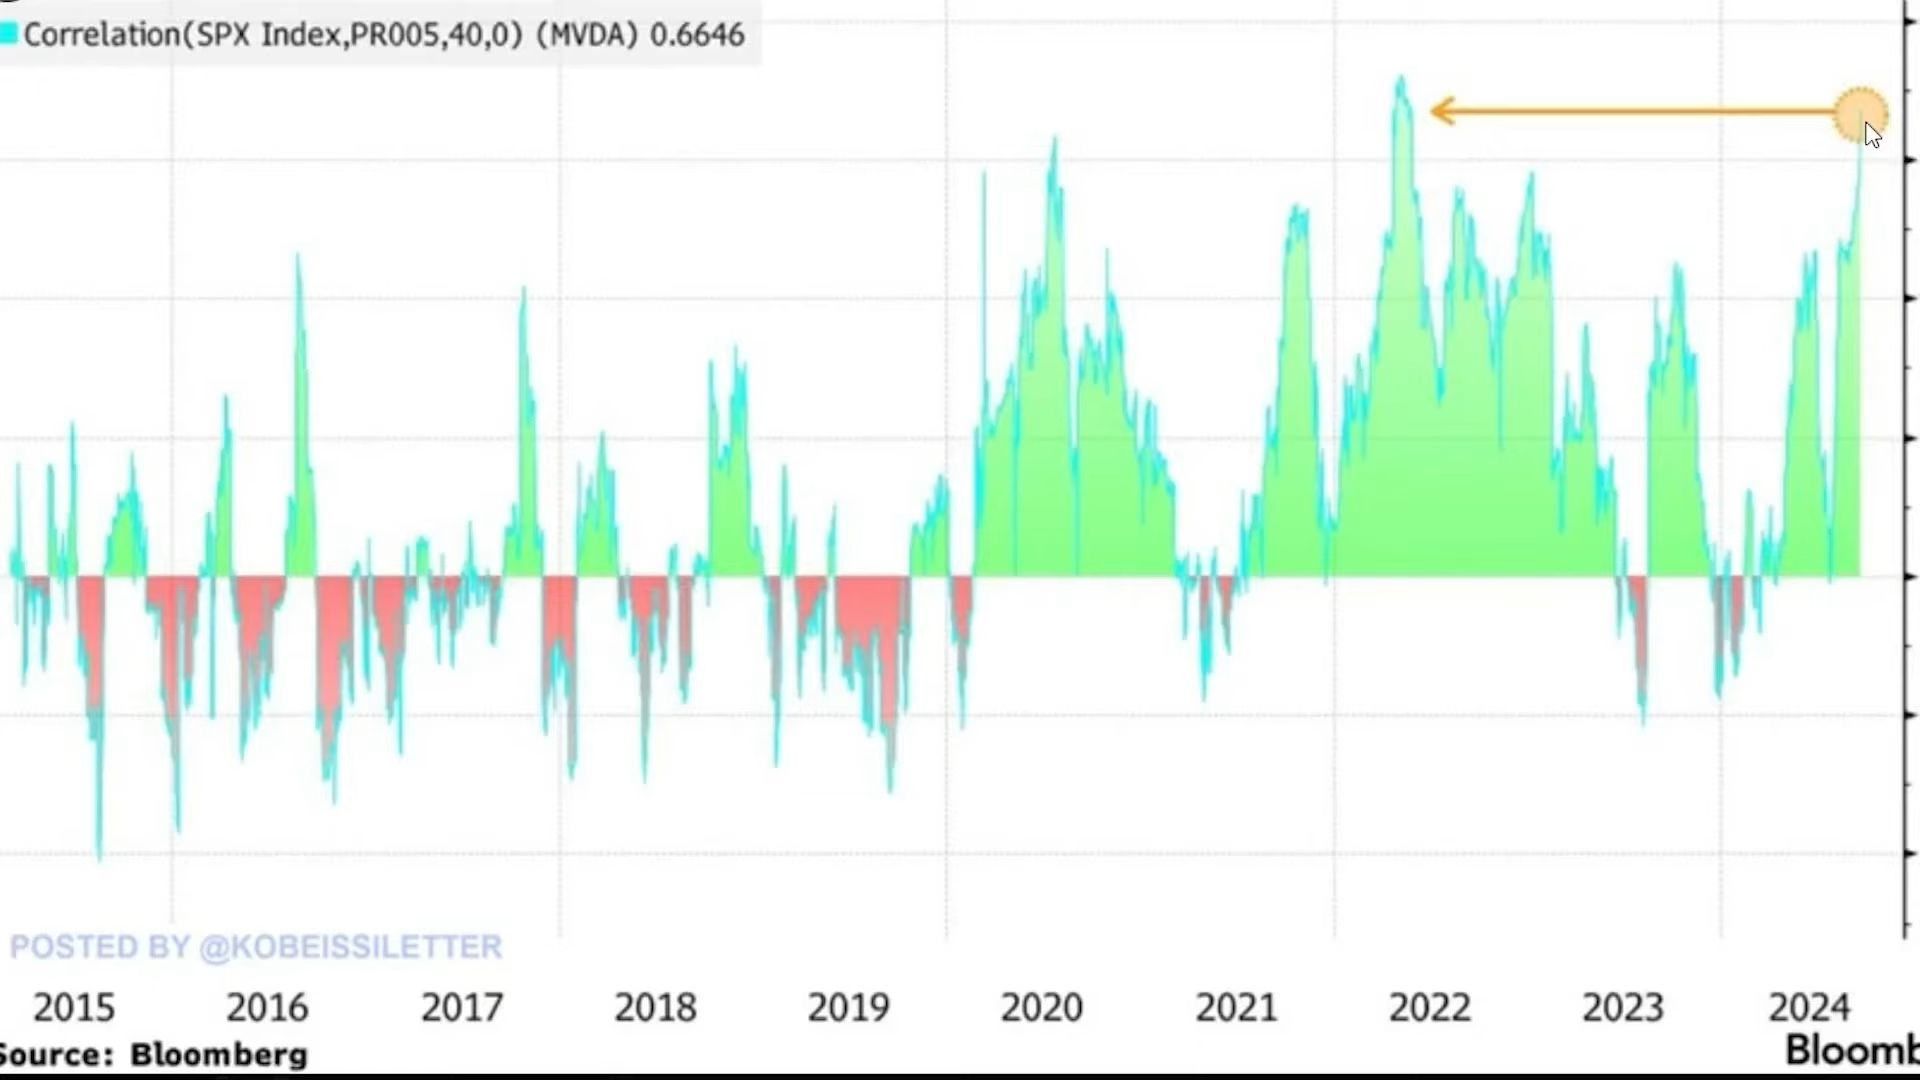 Correlation(SPX Index,PR005,40,0) (MVDA) 0.6646
POSTED BY @KOBEISSILETTER
2015 2016 2017 2018 2019 2020 2021 2022 2023 2024
Source: Bloomberg
Bloomb